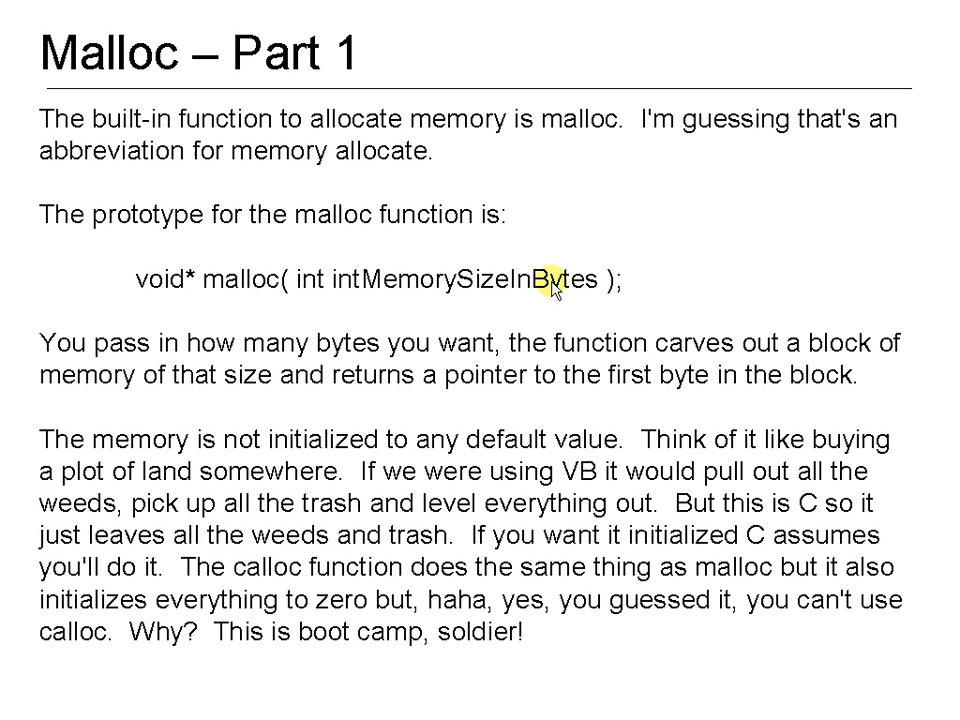 Malloc – Part 1
The built-in function to allocate memory is malloc.  I'm guessing that's an
abbreviation for memory allocate.
The prototype for the malloc function is:
void* malloc( int intMemorySizeInBytes );
You pass in how many bytes you want, the function carves out a block of
memory of that size and returns a pointer to the first byte in the block.
The memory is not initialized to any default value.  Think of it like buying
a plot of land somewhere.  If we were using VB it would pull out all the
weeds, pick up all the trash and level everything out.  But this is C so it
just leaves all the weeds and trash.  If you want it initialized C assumes
you'll do it.  The calloc function does the same thing as malloc but it also
initializes everything to zero but, haha, yes, you guessed it, you can't use
calloc.  Why?  This is boot camp, soldier!